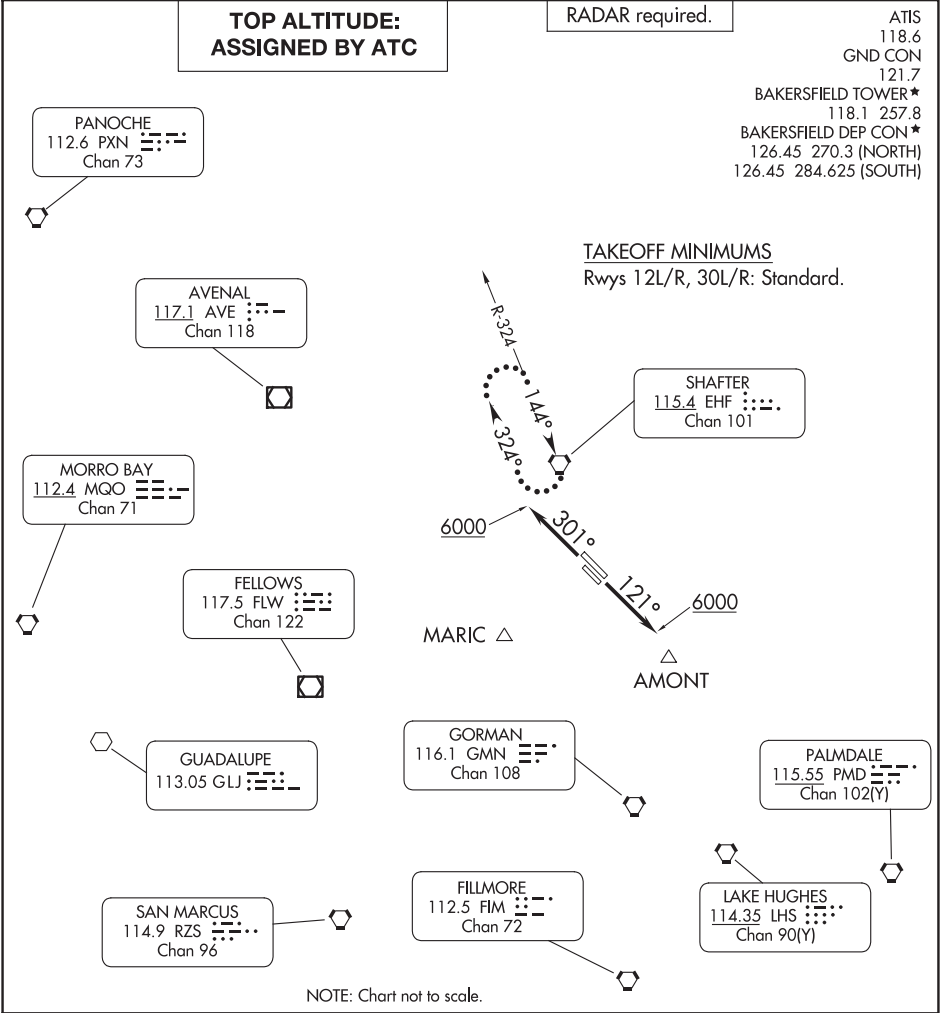 TOP ALTITUDE:
ASSIGNED BY ATC
RADAR required.
ATIS
118.6
GND CON
121.7
BAKERSFIELD TOWER★
118.1 257.8
BAKERSFIELD DEP CON★
126.45 270.3 (NORTH)
126.45 284.625 (SOUTH)
PANOCHE
112.6 PXN
Chan 73
TAKEOFF MINIMUMS
Rwys 12L/R, 30L/R: Standard.
AVENAL
117.1 AVE
Chan 118
R-324
144°
324°
SHAFTER
115.4 EHF
Chan 101
MORRO BAY
112.4 MQO
Chan 71
6000
301°
121°
6000
FELLOWS
117.5 FLW
Chan 122
MARIC
AMONT
GUADALUPE
113.05 GLJ
GORMAN
116.1 GMN
Chan 108
PALMDALE
115.55 PMD
Chan 102(Y)
SAN MARCUS
114.9 RZS
Chan 96
FILLMORE
112.5 FIM
Chan 72
LAKE HUGHES
114.35 LHS
Chan 90(Y)
NOTE: Chart not to scale.